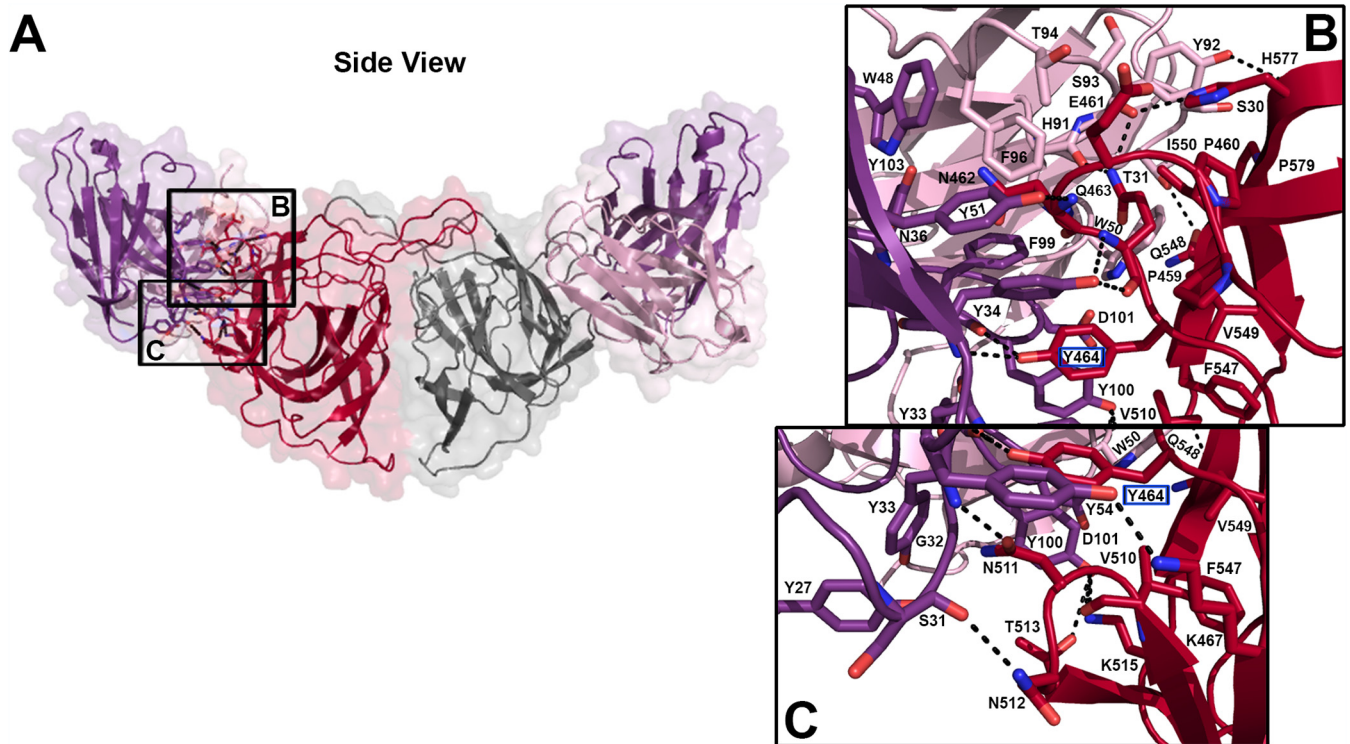 A
Side View
B
C
B
T94
Y92
H577
W48
S93
E461
S30
H91
I550
P460
Y103
F96
P579
N462
T31
Q463
Y51
W50
N36
F99
Q548
P459
Y34
D101
V549
Y464
F547
Y100
Y33
V510
C
W50
Q548
Y33
Y54
Y464
V549
G32
Y100
D101
V510
N511
F547
Y27
S31
T513
K467
K515
N512